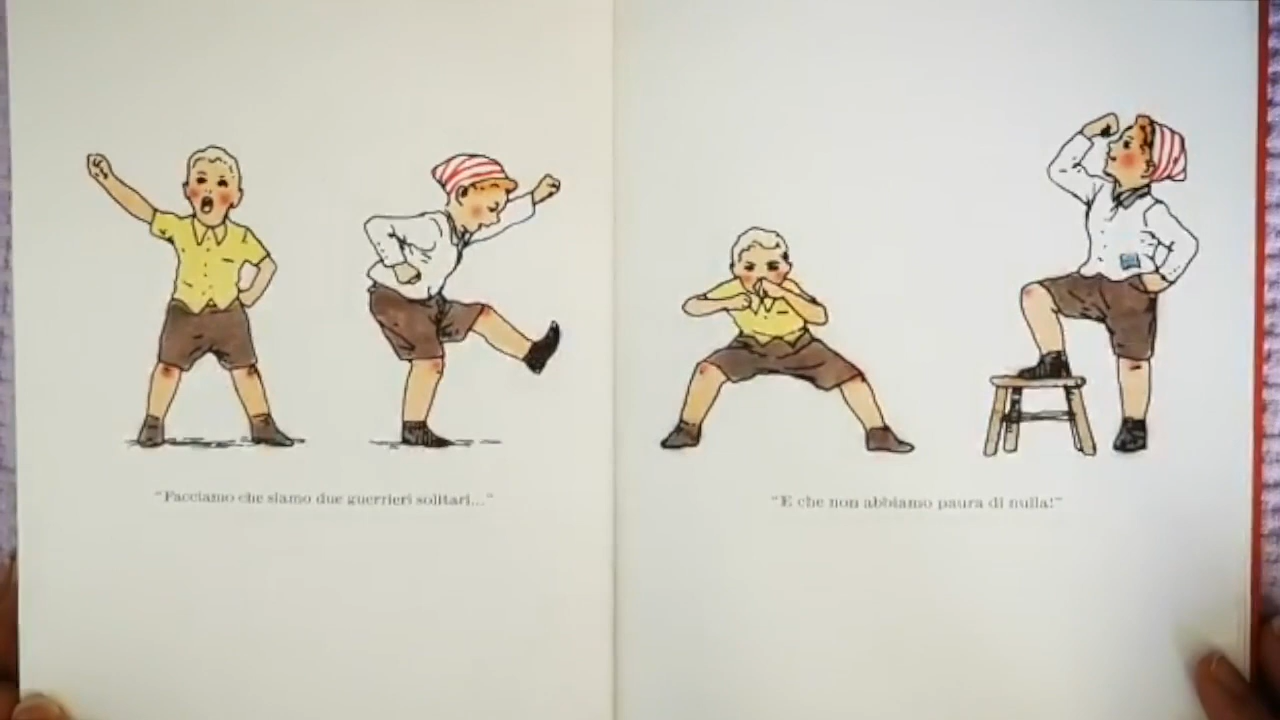 "Facciamo che siamo due guerrieri solitari..."
"E che non abbiamo paura di nulla!"